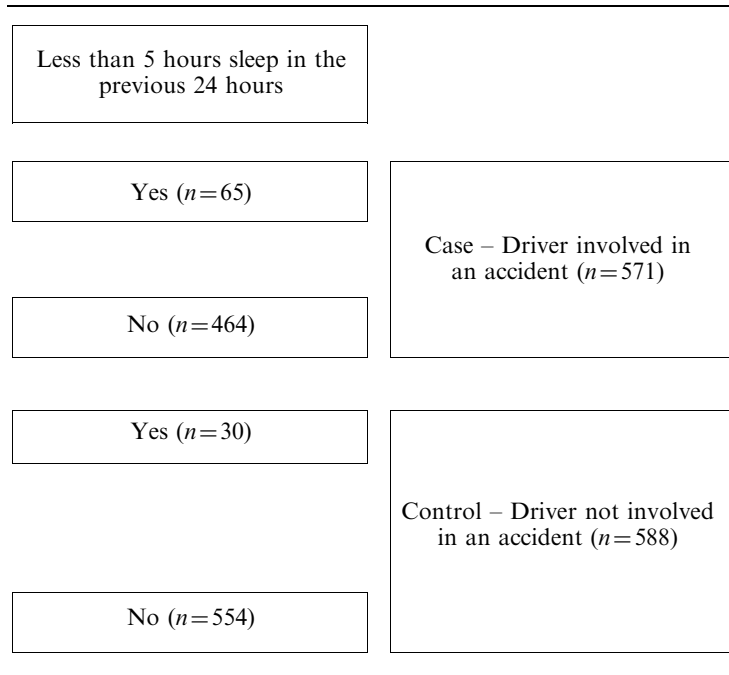 Less than 5 hours sleep in the
previous 24 hours
Yes (n=65)
Case – Driver involved in
an accident (n=571)
No (n=464)
Yes (n=30)
Control – Driver not involved
in an accident (n=588)
No (n=554)